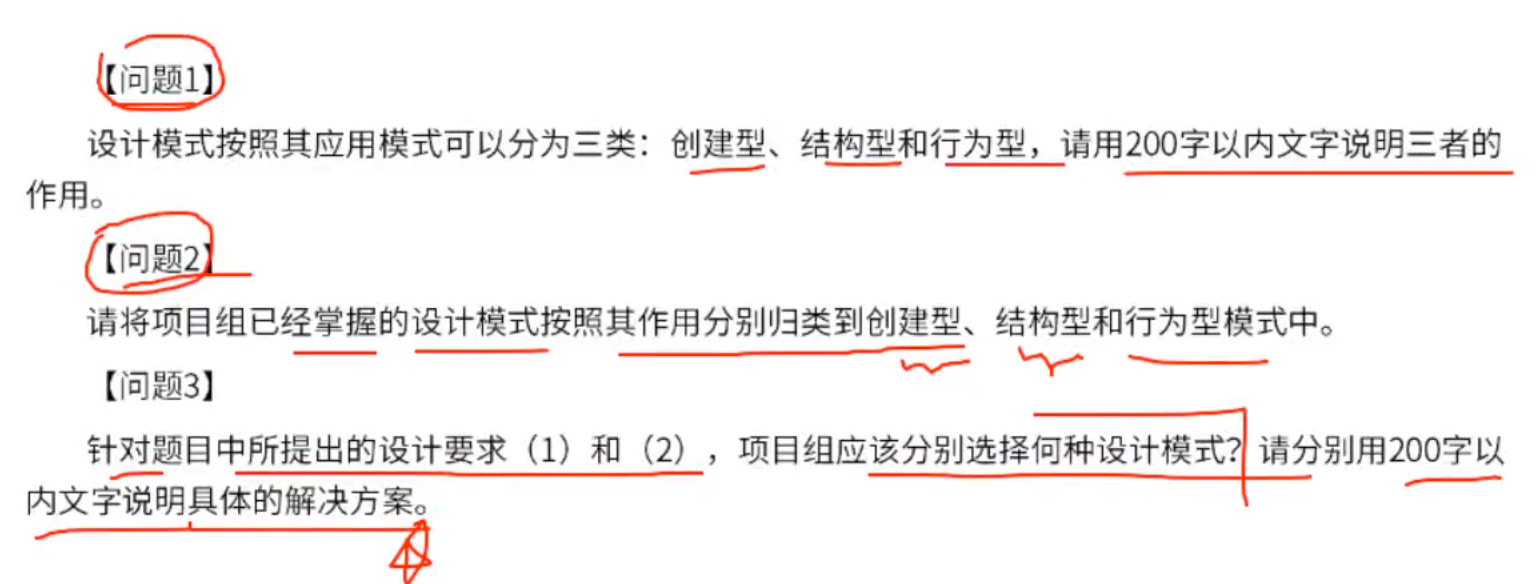 【问题1】
设计模式按照其应用模式可以分为三类：创建型、结构型和行为型，请用200字以内文字说明三者的
作用。
【问题2】
请将项目组已经掌握的设计模式按照其作用分别归类到创建型、结构型和行为型模式中。
【问题3】
针对题目中所提出的设计要求（1）和（2），项目组应该分别选择何种设计模式？请分别用200字以
内文字说明具体的解决方案。